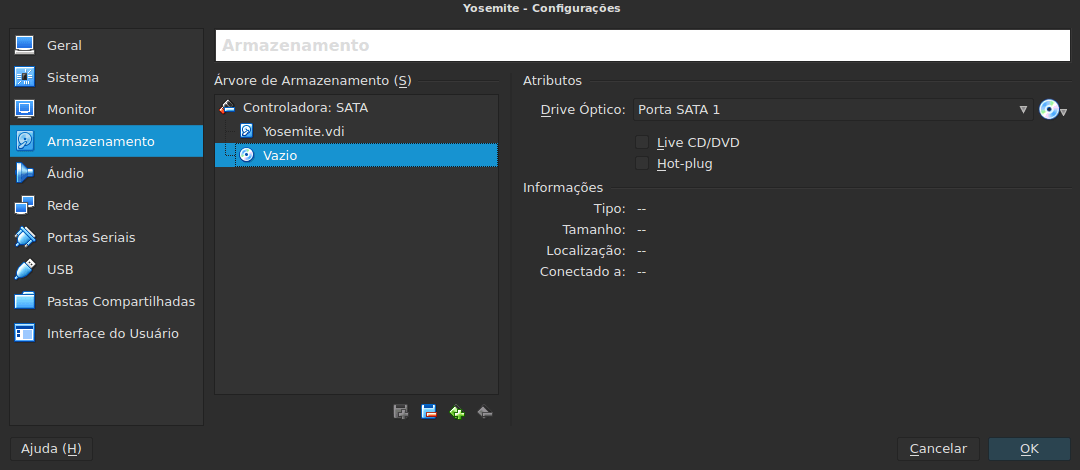 Yosemite - Configurações
Geral
Sistema
Monitor
Armazenamento
Áudio
Rede
Portas Seriais
USB
Pastas Compartilhadas
Interface do Usuário
Armazenamento
Árvore de Armazenamento (S)
Controladora: SATA
Yosemite.vdi
Vazio
Atributos
Drive Óptico: Porta SATA 1
Live CD/DVD
Hot-plug
Informações
Tipo: --
Tamanho: --
Localização: --
Conectado a: --
Ajuda (H)
Cancelar
OK